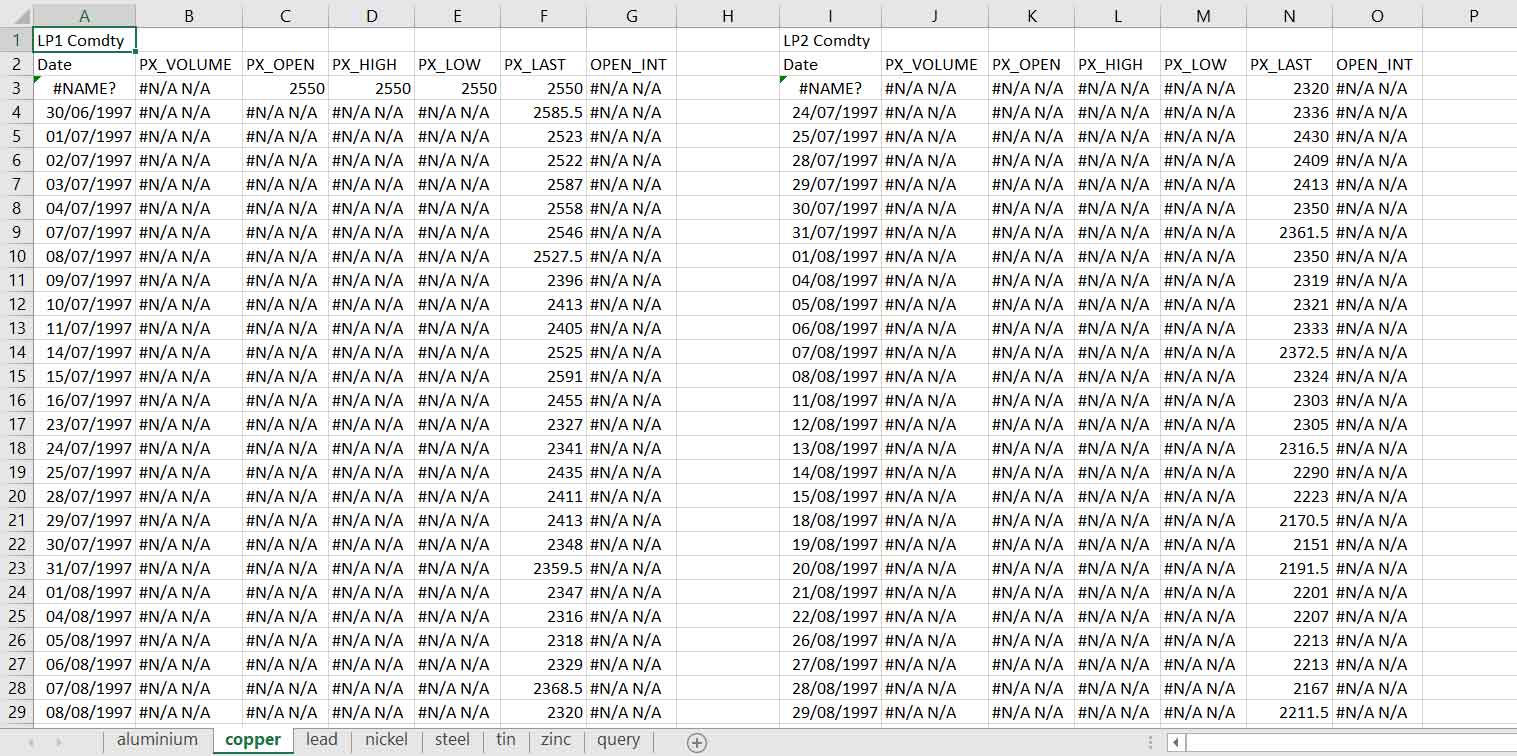 A B C D E F G H I J K L M N O P
1 LP1 Comdty LP2 Comdty
2 Date PX_VOLUME PX_OPEN PX_HIGH PX_LOW PX_LAST OPEN_INT Date PX_VOLUME PX_OPEN PX_HIGH PX_LOW PX_LAST OPEN_INT
3 #NAME? #N/A N/A 2550 2550 2550 2550 #N/A N/A #NAME? #N/A N/A #N/A N/A #N/A N/A #N/A N/A 2320 #N/A N/A
4 30/06/1997 #N/A N/A #N/A N/A #N/A N/A #N/A N/A 2585.5 #N/A N/A 24/07/1997 #N/A N/A #N/A N/A #N/A N/A #N/A N/A 2336 #N/A N/A
5 01/07/1997 #N/A N/A #N/A N/A #N/A N/A #N/A N/A 2523 #N/A N/A 25/07/1997 #N/A N/A #N/A N/A #N/A N/A #N/A N/A 2430 #N/A N/A
6 02/07/1997 #N/A N/A #N/A N/A #N/A N/A #N/A N/A 2522 #N/A N/A 28/07/1997 #N/A N/A #N/A N/A #N/A N/A #N/A N/A 2409 #N/A N/A
7 03/07/1997 #N/A N/A #N/A N/A #N/A N/A #N/A N/A 2587 #N/A N/A 29/07/1997 #N/A N/A #N/A N/A #N/A N/A #N/A N/A 2413 #N/A N/A
8 04/07/1997 #N/A N/A #N/A N/A #N/A N/A #N/A N/A 2558 #N/A N/A 30/07/1997 #N/A N/A #N/A N/A #N/A N/A #N/A N/A 2350 #N/A N/A
9 07/07/1997 #N/A N/A #N/A N/A #N/A N/A #N/A N/A 2546 #N/A N/A 31/07/1997 #N/A N/A #N/A N/A #N/A N/A #N/A N/A 2361.5 #N/A N/A
10 08/07/1997 #N/A N/A #N/A N/A #N/A N/A #N/A N/A 2527.5 #N/A N/A 01/08/1997 #N/A N/A #N/A N/A #N/A N/A #N/A N/A 2350 #N/A N/A
11 09/07/1997 #N/A N/A #N/A N/A #N/A N/A #N/A N/A 2396 #N/A N/A 04/08/1997 #N/A N/A #N/A N/A #N/A N/A #N/A N/A 2319 #N/A N/A
12 10/07/1997 #N/A N/A #N/A N/A #N/A N/A #N/A N/A 2413 #N/A N/A 05/08/1997 #N/A N/A #N/A N/A #N/A N/A #N/A N/A 2321 #N/A N/A
13 11/07/1997 #N/A N/A #N/A N/A #N/A N/A #N/A N/A 2405 #N/A N/A 06/08/1997 #N/A N/A #N/A N/A #N/A N/A #N/A N/A 2333 #N/A N/A
14 14/07/1997 #N/A N/A #N/A N/A #N/A N/A #N/A N/A 2525 #N/A N/A 07/08/1997 #N/A N/A #N/A N/A #N/A N/A #N/A N/A 2372.5 #N/A N/A
15 15/07/1997 #N/A N/A #N/A N/A #N/A N/A #N/A N/A 2591 #N/A N/A 08/08/1997 #N/A N/A #N/A N/A #N/A N/A #N/A N/A 2324 #N/A N/A
16 16/07/1997 #N/A N/A #N/A N/A #N/A N/A #N/A N/A 2455 #N/A N/A 11/08/1997 #N/A N/A #N/A N/A #N/A N/A #N/A N/A 2303 #N/A N/A
17 23/07/1997 #N/A N/A #N/A N/A #N/A N/A #N/A N/A 2327 #N/A N/A 12/08/1997 #N/A N/A #N/A N/A #N/A N/A #N/A N/A 2305 #N/A N/A
18 24/07/1997 #N/A N/A #N/A N/A #N/A N/A #N/A N/A 2341 #N/A N/A 13/08/1997 #N/A N/A #N/A N/A #N/A N/A #N/A N/A 2316.5 #N/A N/A
19 25/07/1997 #N/A N/A #N/A N/A #N/A N/A #N/A N/A 2435 #N/A N/A 14/08/1997 #N/A N/A #N/A N/A #N/A N/A #N/A N/A 2290 #N/A N/A
20 28/07/1997 #N/A N/A #N/A N/A #N/A N/A #N/A N/A 2411 #N/A N/A 15/08/1997 #N/A N/A #N/A N/A #N/A N/A #N/A N/A 2223 #N/A N/A
21 29/07/1997 #N/A N/A #N/A N/A #N/A N/A #N/A N/A 2413 #N/A N/A 18/08/1997 #N/A N/A #N/A N/A #N/A N/A #N/A N/A 2170.5 #N/A N/A
22 30/07/1997 #N/A N/A #N/A N/A #N/A N/A #N/A N/A 2348 #N/A N/A 19/08/1997 #N/A N/A #N/A N/A #N/A N/A #N/A N/A 2151 #N/A N/A
23 31/07/1997 #N/A N/A #N/A N/A #N/A N/A #N/A N/A 2359.5 #N/A N/A 20/08/1997 #N/A N/A #N/A N/A #N/A N/A #N/A N/A 2191.5 #N/A N/A
24 01/08/1997 #N/A N/A #N/A N/A #N/A N/A #N/A N/A 2347 #N/A N/A 21/08/1997 #N/A N/A #N/A N/A #N/A N/A #N/A N/A 2201 #N/A N/A
25 04/08/1997 #N/A N/A #N/A N/A #N/A N/A #N/A N/A 2316 #N/A N/A 22/08/1997 #N/A N/A #N/A N/A #N/A N/A #N/A N/A 2207 #N/A N/A
26 05/08/1997 #N/A N/A #N/A N/A #N/A N/A #N/A N/A 2318 #N/A N/A 26/08/1997 #N/A N/A #N/A N/A #N/A N/A #N/A N/A 2213 #N/A N/A
27 06/08/1997 #N/A N/A #N/A N/A #N/A N/A #N/A N/A 2329 #N/A N/A 27/08/1997 #N/A N/A #N/A N/A #N/A N/A #N/A N/A 2213 #N/A N/A
28 07/08/1997 #N/A N/A #N/A N/A #N/A N/A #N/A N/A 2368.5 #N/A N/A 28/08/1997 #N/A N/A #N/A N/A #N/A N/A #N/A N/A 2167 #N/A N/A
29 08/08/1997 #N/A N/A #N/A N/A #N/A N/A #N/A N/A 2320 #N/A N/A 29/08/1997 #N/A N/A #N/A N/A #N/A N/A #N/A N/A 2211.5 #N/A N/A
aluminium copper lead nickel steel tin zinc query